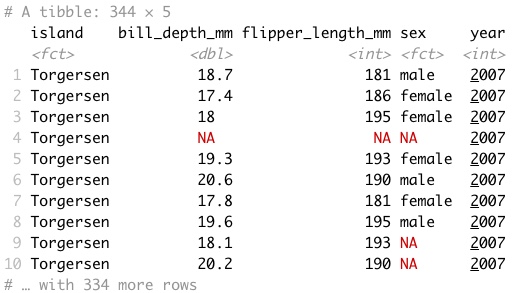 # A tibble: 344 × 5
island bill_depth_mm flipper_length_mm sex year
<fct> <dbl> <int> <fct> <int>
1 Torgersen 18.7 181 male 2007
2 Torgersen 17.4 186 female 2007
3 Torgersen 18 195 female 2007
4 Torgersen NA NA NA 2007
5 Torgersen 19.3 193 female 2007
6 Torgersen 20.6 190 male 2007
7 Torgersen 17.8 181 female 2007
8 Torgersen 19.6 195 male 2007
9 Torgersen 18.1 193 NA 2007
10 Torgersen 20.2 190 NA 2007
# … with 334 more rows